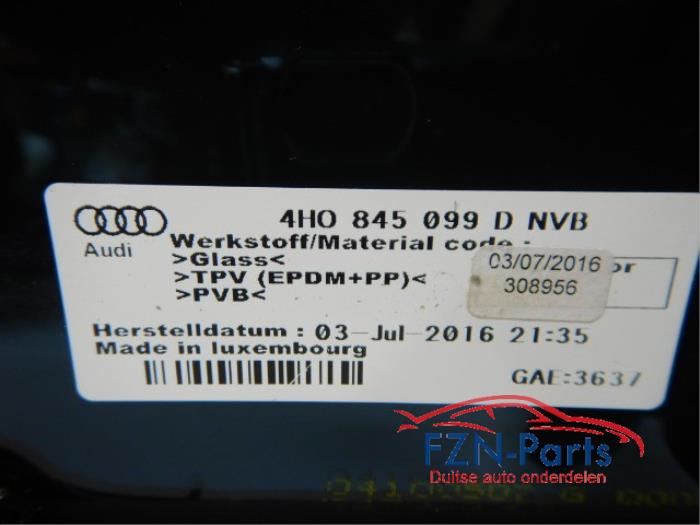 4H0 845 099 D NVB
Audi
Werkstoff/Material code :
>Glass<
>TPV (EPDM+PP)<
>PVB<
03/07/2016
308956
or
Herstelldatum : 03-Jul-2016 21:35
Made in luxembourg
GAE:3637
FZN-Parts
Duitse auto onderdelen